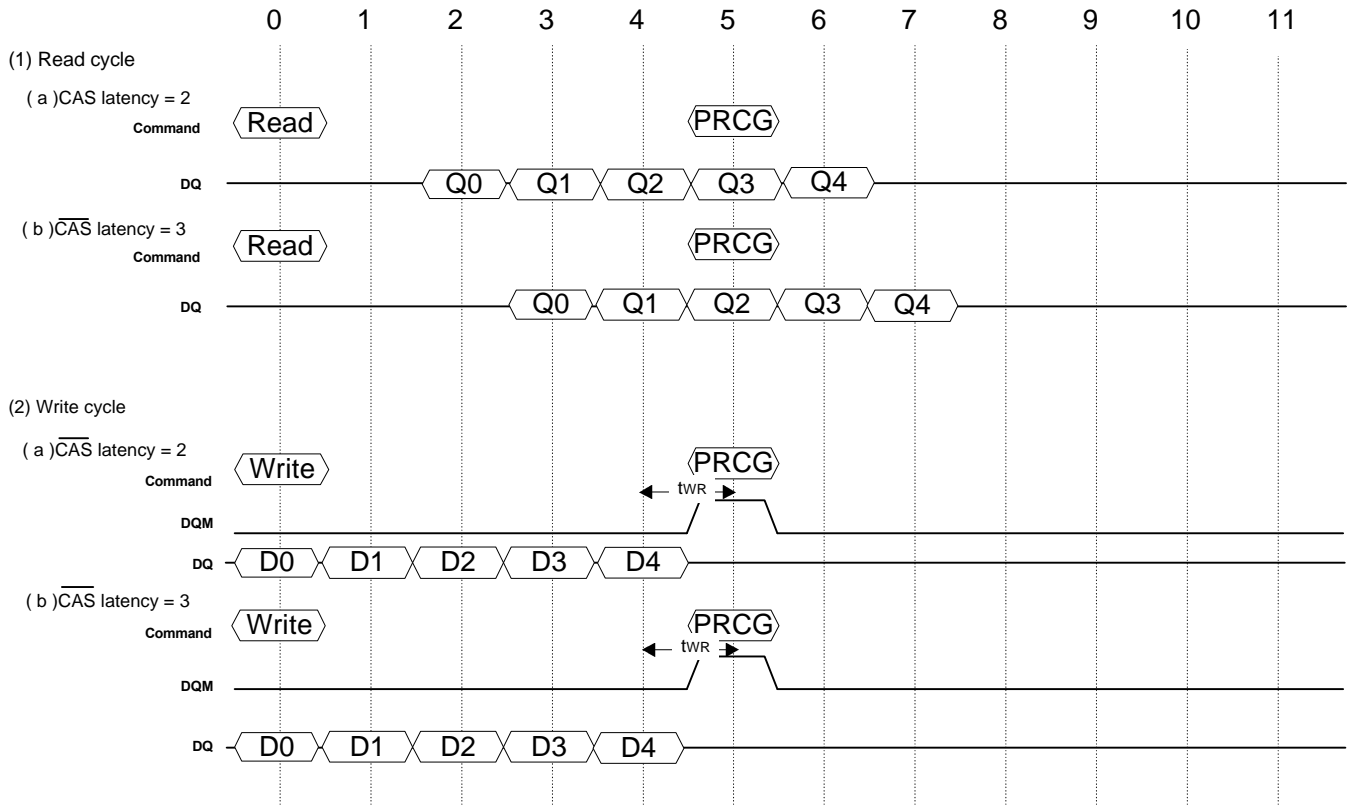 0 1 2 3 4 5 6 7 8 9 10 11
(1) Read cycle
( a )CAS latency = 2
Command Read PRCG
DQ Q0 Q1 Q2 Q3 Q4
( b )CAS latency = 3
Command Read PRCG
DQ Q0 Q1 Q2 Q3 Q4
(2) Write cycle
( a )CAS latency = 2
Command Write PRCG
tWR
DQM
DQ D0 D1 D2 D3 D4
( b )CAS latency = 3
Command Write PRCG
tWR
DQM
DQ D0 D1 D2 D3 D4